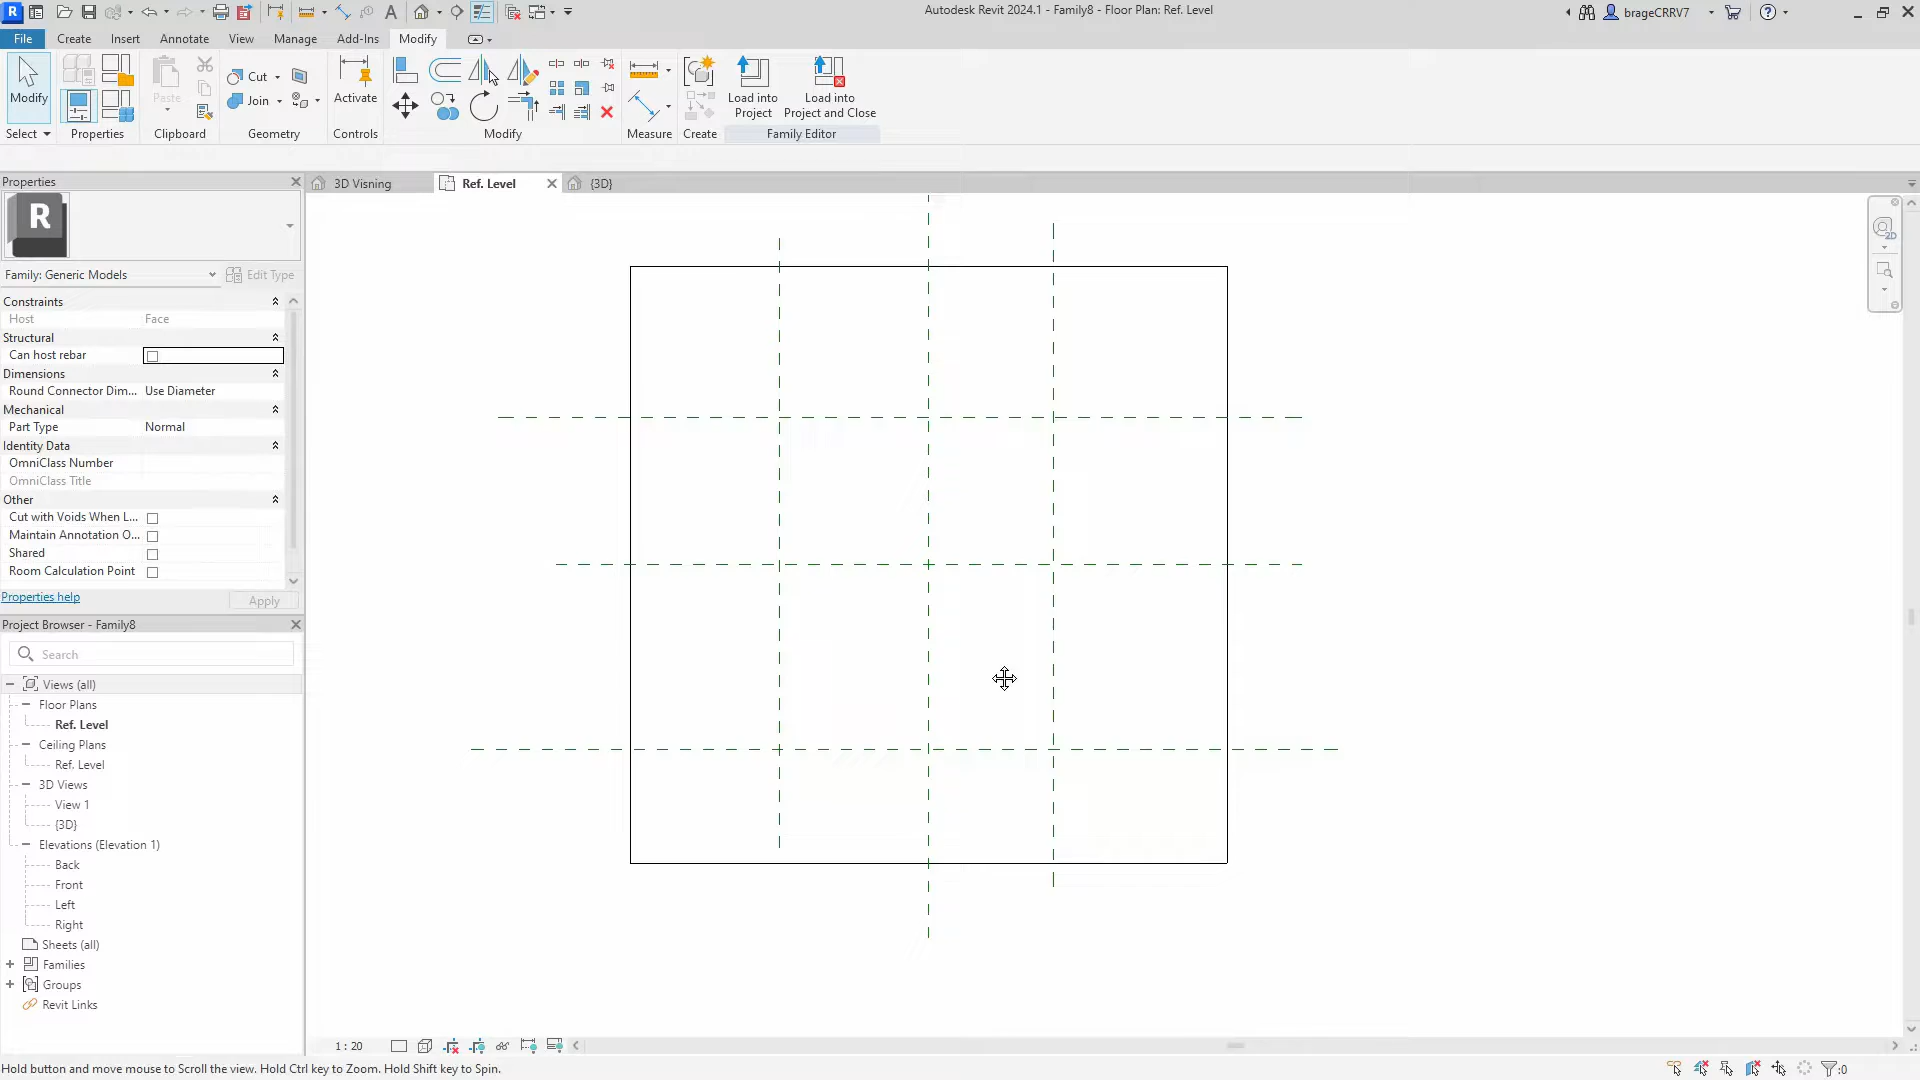 R
Autodesk Revit 2024.1 - Family8 - Floor Plan: Ref. Level
brageCRRV7
File Create Insert Annotate View Manage Add-Ins Modify
Modify
Paste
Cut
Join
Activate
Load into Project
Load into Project and Close
Select Properties Clipboard Geometry Controls Modify Measure Create Family Editor
Properties
3D Visning
Ref. Level
{3D}
R
Family: Generic Models
Edit Type
Constraints
Host Face
Structural
Can host rebar
Dimensions
Round Connector Dim... Use Diameter
Mechanical
Part Type Normal
Identity Data
OmniClass Number
OmniClass Title
Other
Cut with Voids When L...
Maintain Annotation O...
Shared
Room Calculation Point
Properties help
Apply
Project Browser - Family8
Search
Views (all)
Floor Plans
Ref. Level
Ceiling Plans
Ref. Level
3D Views
View 1
{3D}
Elevations (Elevation 1)
Back
Front
Left
Right
Sheets (all)
Families
Groups
Revit Links
2D
1 : 20
Hold button and move mouse to Scroll the view. Hold Ctrl key to Zoom. Hold Shift key to Spin.
:0